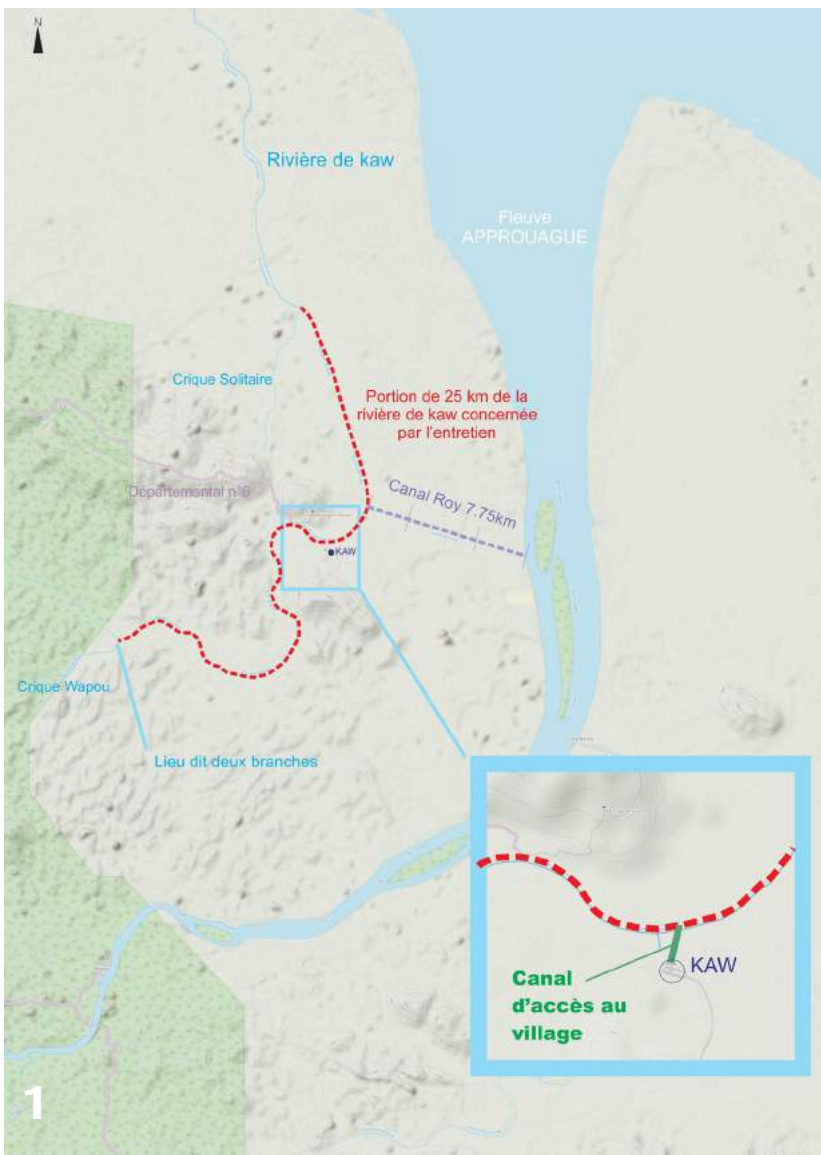 N
Rivière de kaw
Fleuve
APPROUAGUE
Crique Solitaire
Portion de 25 km de la
rivière de kaw concernée
par l'entretien
Départemental n°6
Canal Roy 7.75km
KAW
Crique Wapou
Lieu dit deux branches
KAW
Canal
d'accès au
village
1